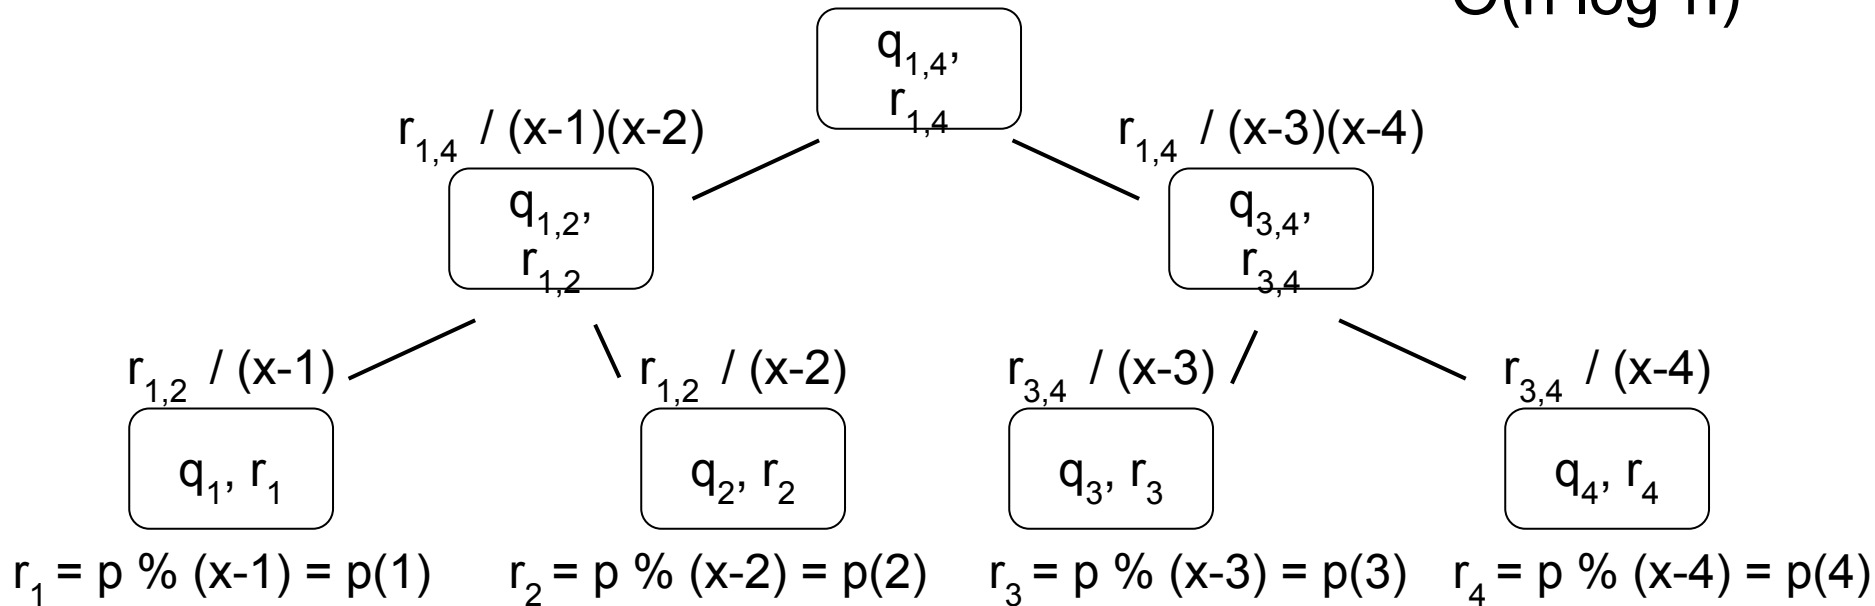 O(n log n)
q1,4,
r1,4
r1,4 / (x-1)(x-2)
r1,4 / (x-3)(x-4)
q1,2,
r1,2
q3,4,
r3,4
r1,2 / (x-1)
r1,2 / (x-2)
r3,4 / (x-3)
r3,4 / (x-4)
q1, r1
q2, r2
q3, r3
q4, r4
r1 = p % (x-1) = p(1)
r2 = p % (x-2) = p(2)
r3 = p % (x-3) = p(3)
r4 = p % (x-4) = p(4)